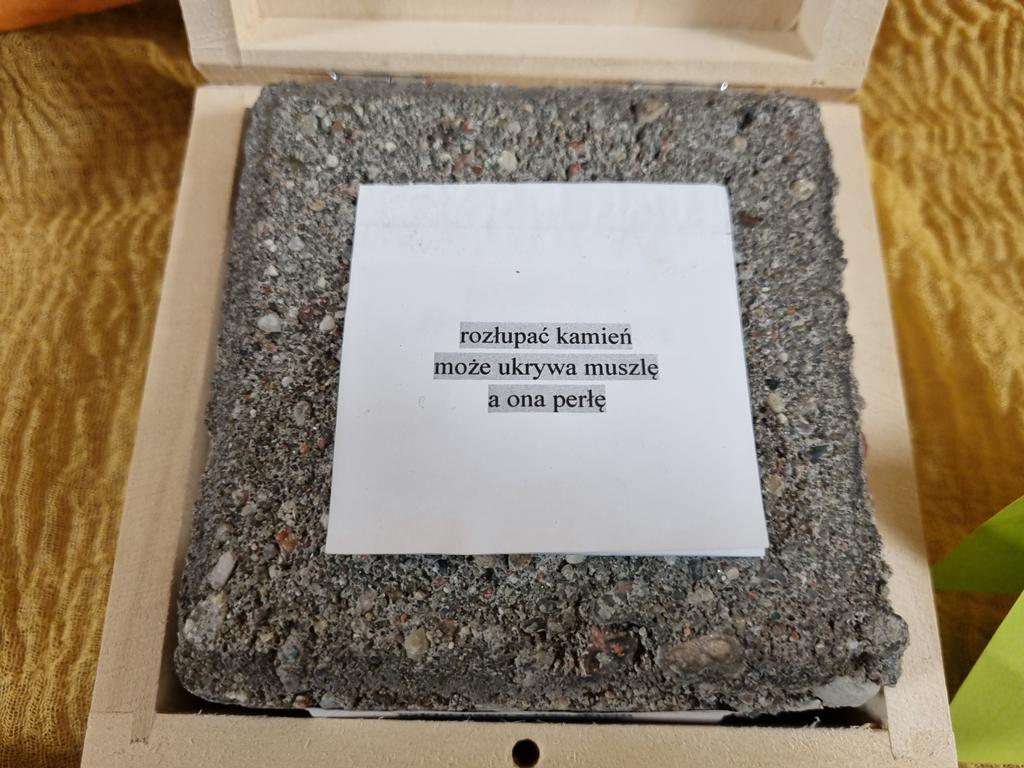 rozłupać kamień
może ukrywa muszlę
a ona perłę